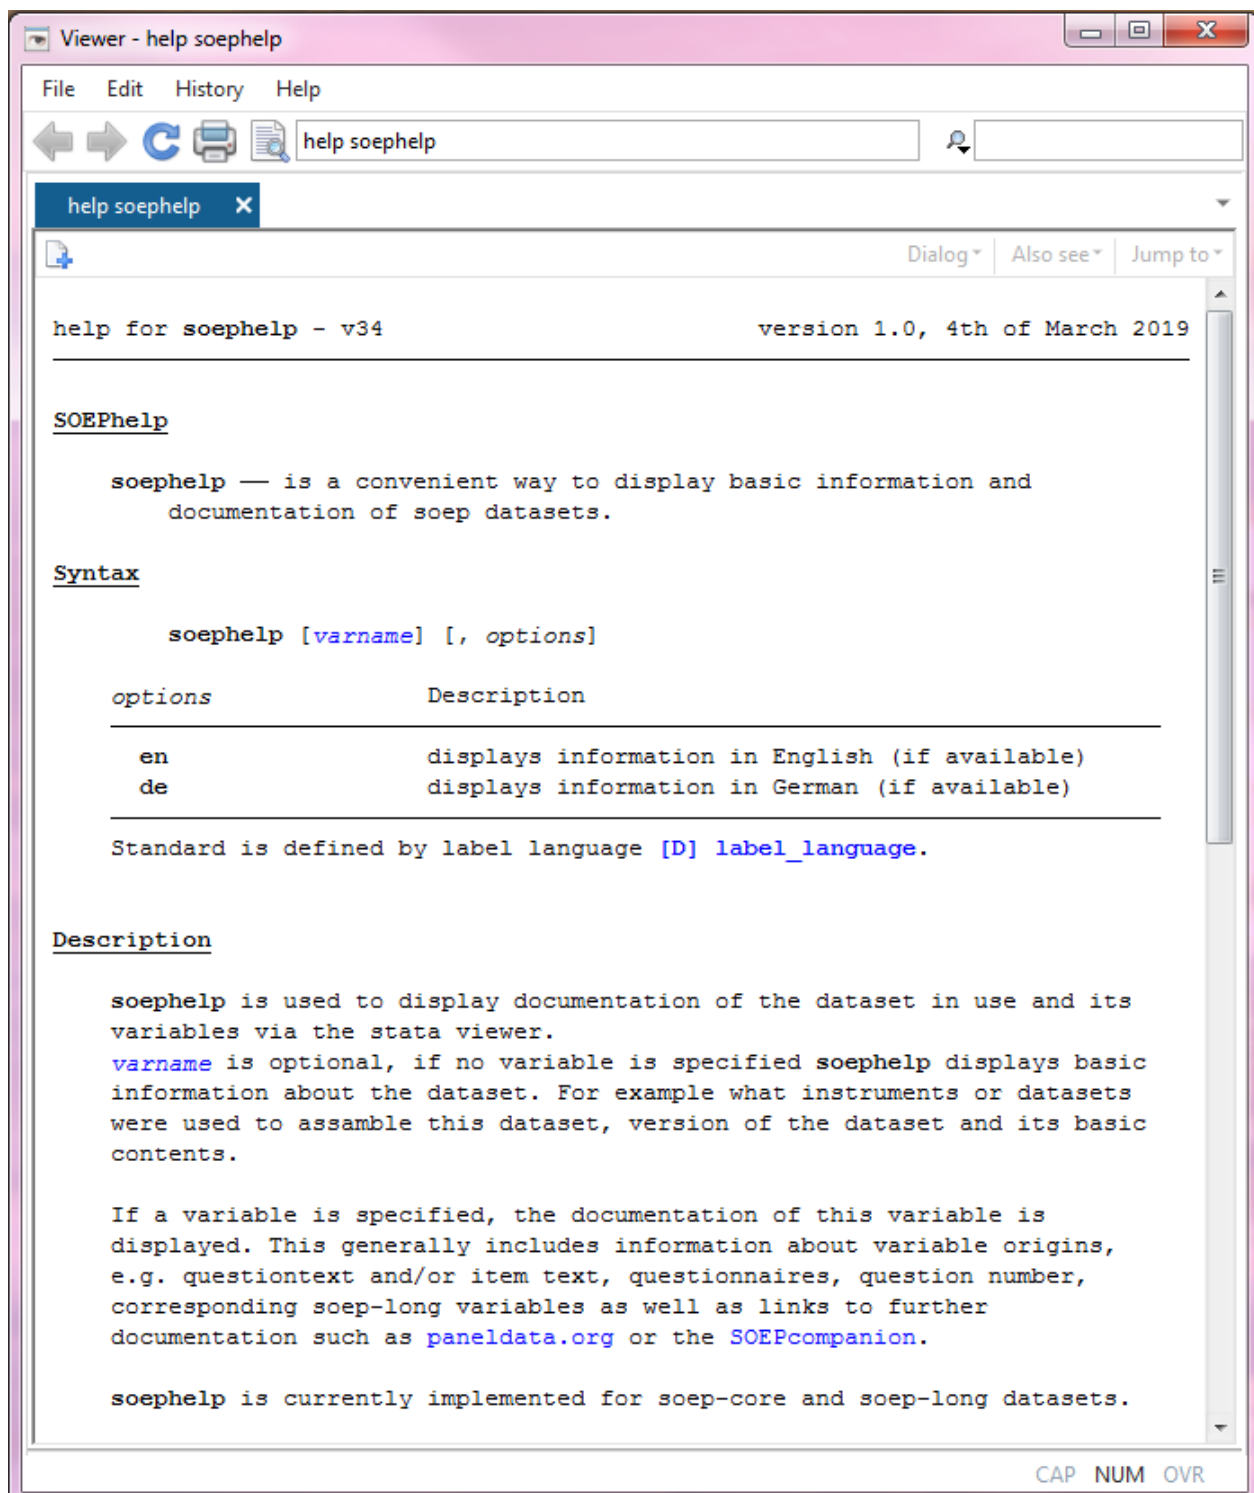 Viewer - help soephelp
File Edit History Help
help soephelp
help soephelp
Dialog Also see Jump to
help for soephelp - v34 version 1.0, 4th of March 2019
SOEPhelp
soephelp — is a convenient way to display basic information and
documentation of soep datasets.
Syntax
soephelp [varname] [, options]
options Description
en displays information in English (if available)
de displays information in German (if available)
Standard is defined by label language [D] label_language.
Description
soephelp is used to display documentation of the dataset in use and its
variables via the stata viewer.
varname is optional, if no variable is specified soephelp displays basic
information about the dataset. For example what instruments or datasets
were used to assamble this dataset, version of the dataset and its basic
contents.
If a variable is specified, the documentation of this variable is
displayed. This generally includes information about variable origins,
e.g. questiontext and/or item text, questionnaires, question number,
corresponding soep-long variables as well as links to further
documentation such as paneldata.org or the SOEPcompanion.
soephelp is currently implemented for soep-core and soep-long datasets.
CAP NUM OVR